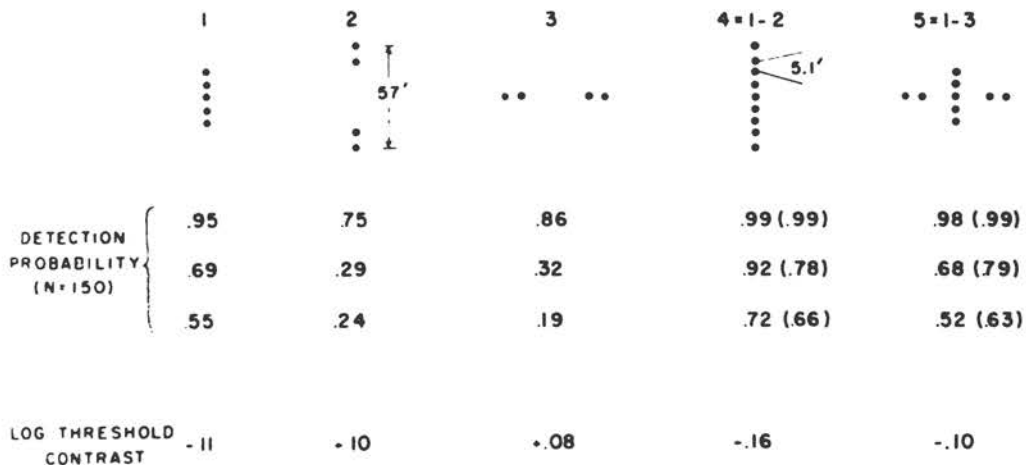 1 2 3 4 = 1-2 5 = 1-3
57′ 5.1′
.95 .75 .86 .99 (.99) .98 (.99)
DETECTION
PROBABILITY
(N=150)
.69 .29 .32 .92 (.78) .68 (.79)
.55 .24 .19 .72 (.66) .52 (.63)
LOG THRESHOLD
CONTRAST
- 11 - 10 +.08 -.16 -.10